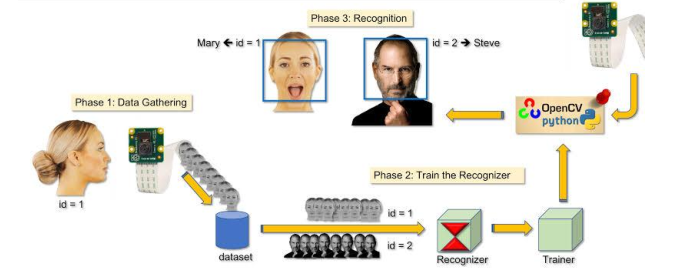 Phase 3: Recognition
Mary ← id = 1
id = 2 → Steve
Phase 1: Data Gathering
OpenCV
python
Phase 2: Train the Recognizer
id = 1
id = 1
id = 2
dataset
Recognizer
Trainer